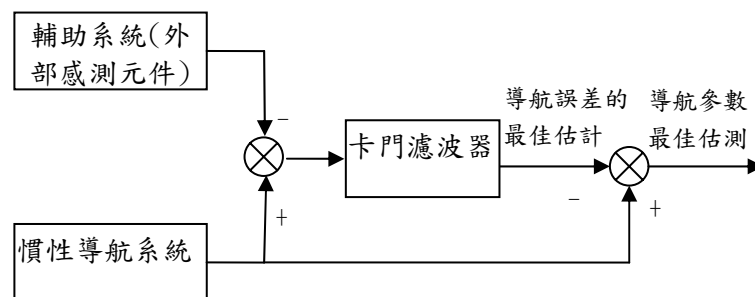 輔助系統(外
部感測元件)
導航誤差的
最佳估計
導航參數
最佳估測
−
卡門濾波器
−
+
+
慣性導航系統